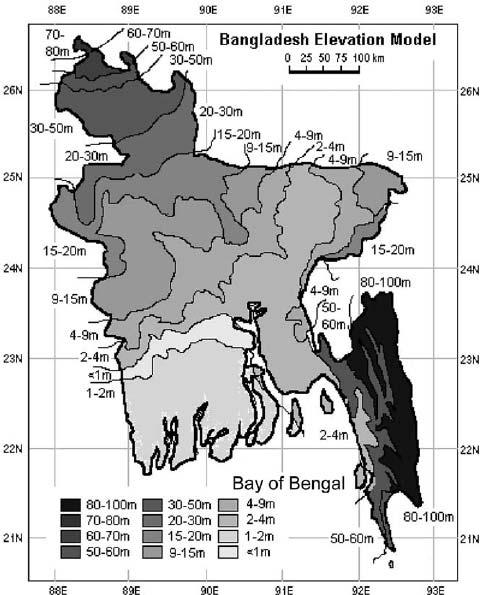 88E 89E 90E 91E 92E 93E
Bangladesh Elevation Model
0 25 50 75 100 km
70-
80m
60-70m
50-60m
30-50m
26N 26N
20-30m
30-50m
15-20m
4-9m
2-4m
20-30m
9-15m
4-9m
9-15m
25N 25N
15-20m
15-20m
24N 24N
80-100m
9-15m
4-9m
50-
60m
4-9m
2-4m
23N 23N
<1m
1-2m
2-4m
22N 22N
Bay of Bengal
80-100m 30-50m 4-9m
70-80m 20-30m 2-4m
60-70m 15-20m 1-2m
50-60m 9-15m <1m
80-100m
50-60m
21N 21N
88E 89E 90E 91E 92E 93E